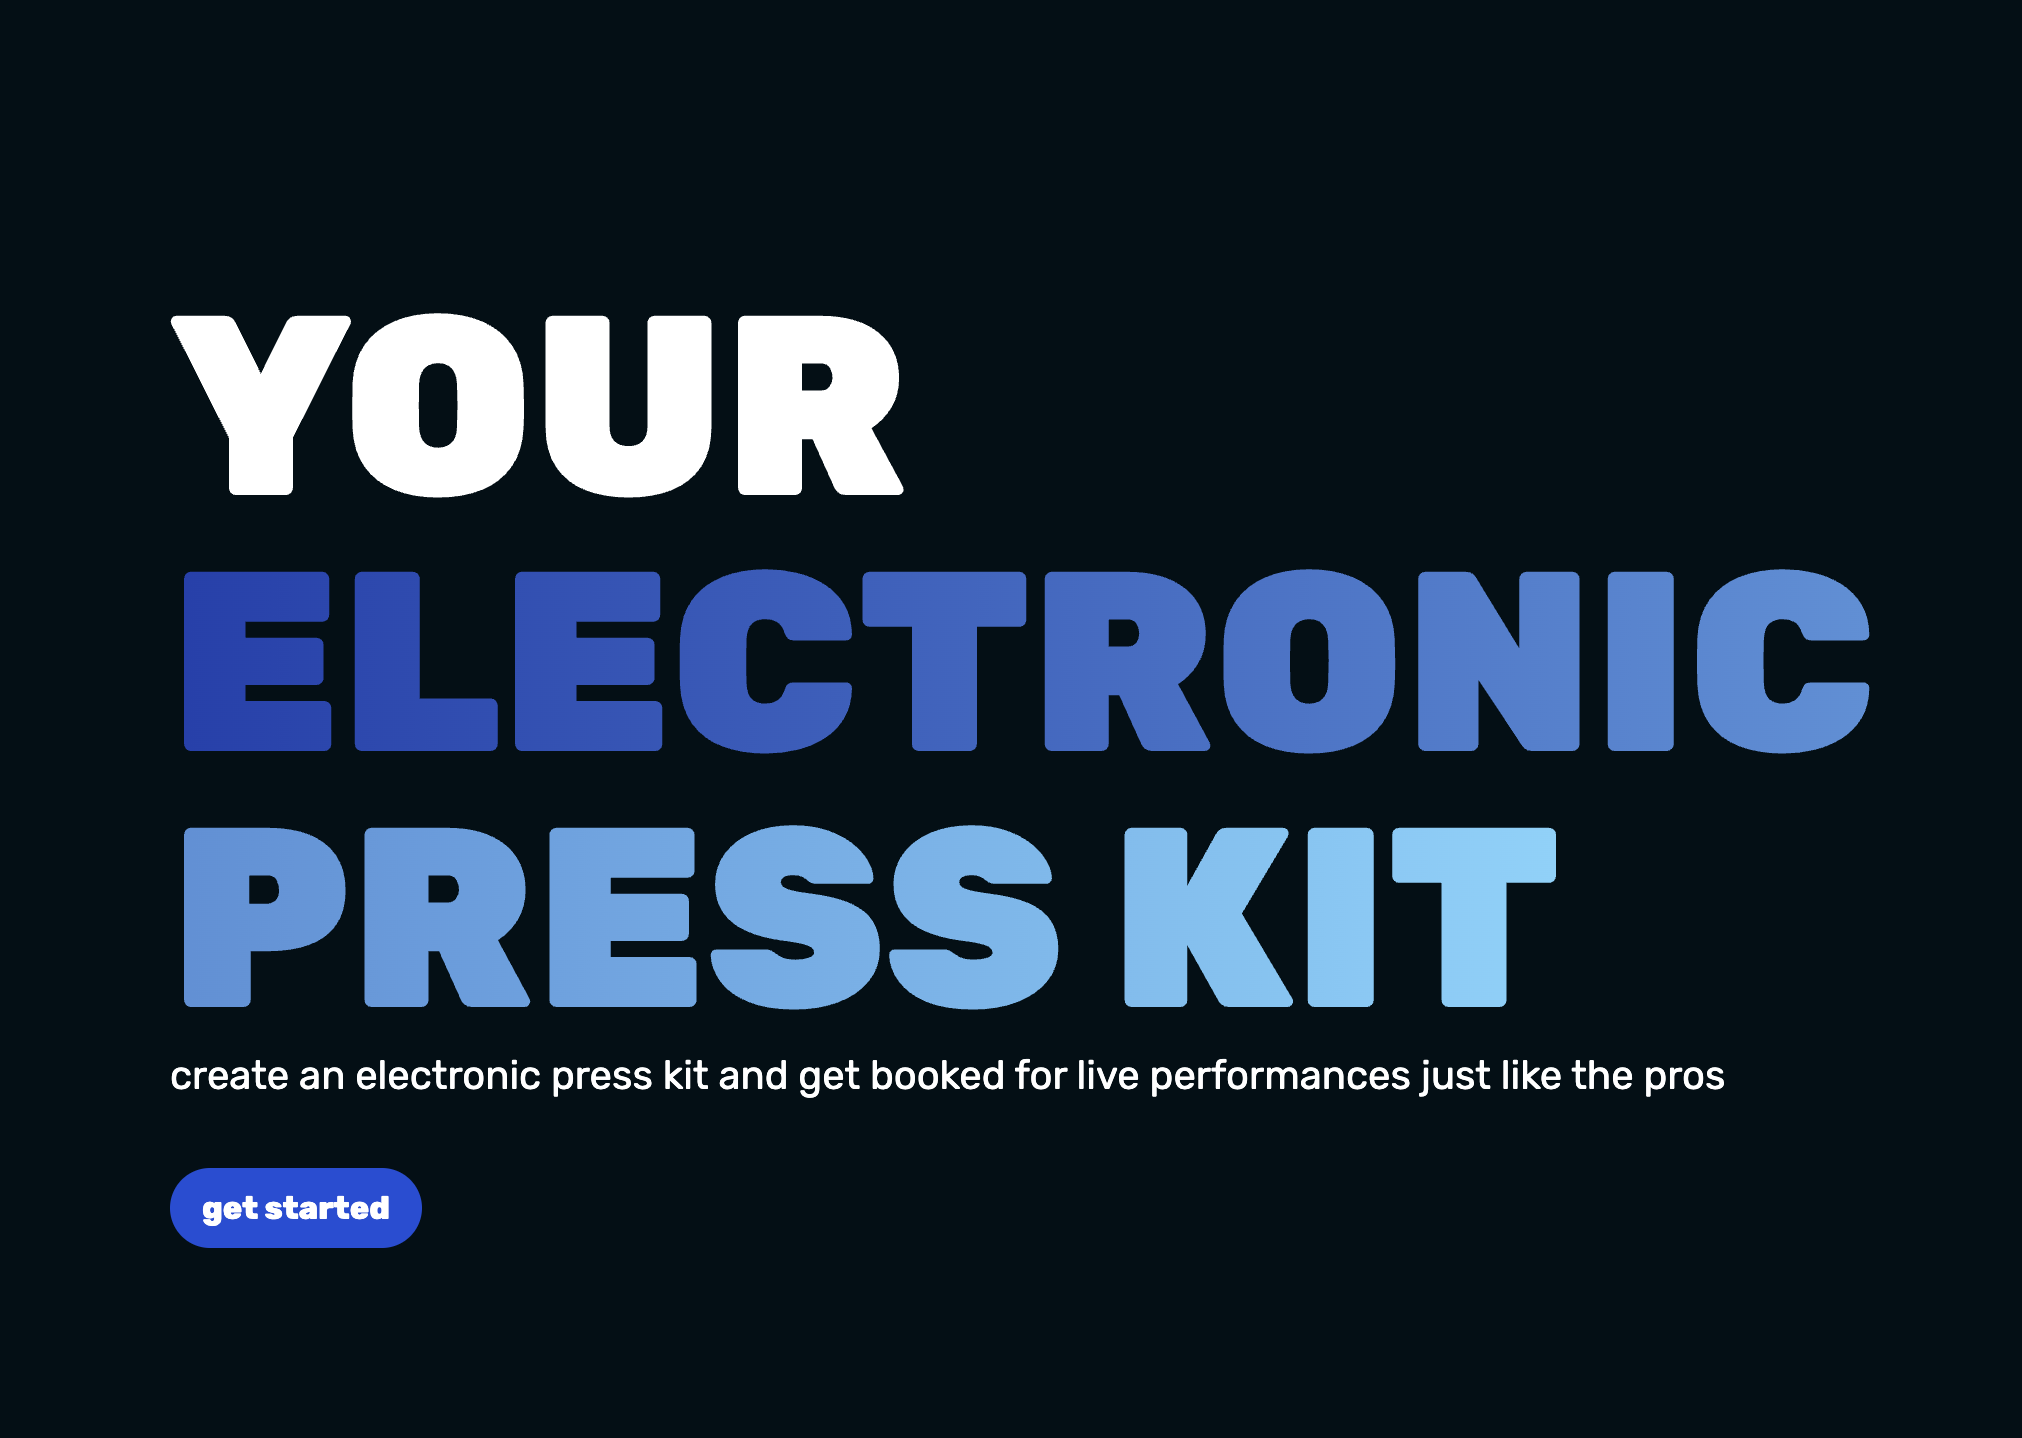 YOUR
ELECTRONIC
PRESS KIT
create an electronic press kit and get booked for live performances just like the pros
get started